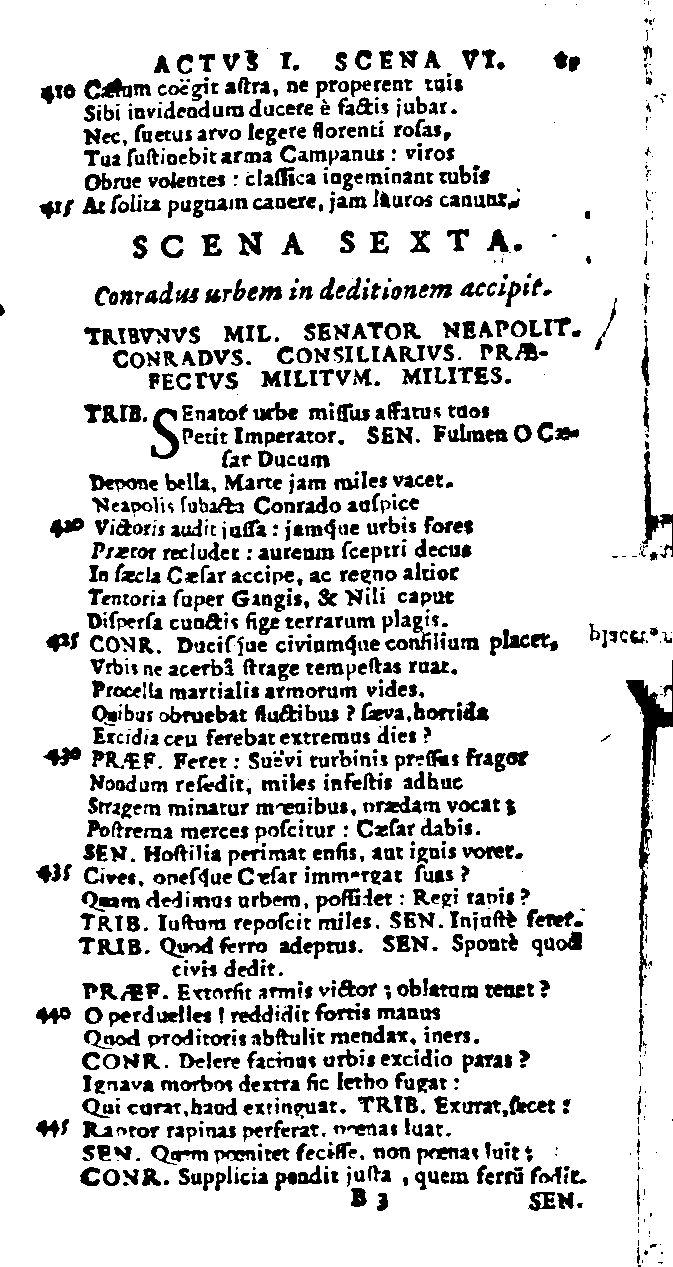 ACTVS I. SCENA VI.
410 Cætum coëgit aſtra, ne properent tuis
Sibi invidendum ducere è factis jubar.
Nec, ſuetus arvo legere florenti roſas,
Tua ſuſtinebit arma Campanus : viros
Obrue volentes : claſſica ingeminant tubis
415 At ſolita pugnam canere, jam lauros canunt.
SCENA SEXTA.
Conradus urbem in deditionem accipit.
TRIBVNVS MIL. SENATOR NEAPOLIT.
CONRADVS. CONSILIARIVS. PRÆ-
FECTVS MILITVM. MILITES.
TRIB. SEnator urbe miſſus affatus tuos
Petit Imperator. SEN. Fulmen O Cæ-
ſar Ducum
Depone bella, Marte jam miles vacet.
Neapolis ſubacta Conrado auſpice
420 Victoris audit juſſa : jamque urbis fores
Prætor recludet : aureum ſceptri decus
In ſæcla Cæſar accipe, ac regno altior
Tentoria ſuper Gangis, & Nili caput
Diſperſa cunctis fige terrarum plagis.
425 CONR. Duciſque civiumque conſilium placet,
Vrbis ne acerbâ ſtrage tempeſtas ruat.
Procella martialis armorum vides,
Quibus obruebat fluctibus ? ſæva, horrida
Excidia ceu ferebat extremus dies ?
430 PRÆF. Feret : Suëvi turbinis preſſus fragor
Nondum reſedit, miles infeſtis adhuc
Stragem minatur mœnibus, prædam vocat ;
Poſtrema merces poſcitur : Cæſar dabis.
SEN. Hoſtilia perimat enſis, aut ignis voret.
435 Cives, opeſque Cæſar immergat ſuas ?
Quam dedimus urbem, poſſidet : Regi rapis ?
TRIB. Iuſtum repoſcit miles. SEN. Injuſtè feret.
TRIB. Quod ferro adeptus. SEN. Spontè quod
civis dedit.
PRÆF. Extorſit armis victor ; oblatum tenet ?
440 O perduelles ! reddidit fortis manus
Quod proditoris abſtulit mendax, iners.
CONR. Delere facinus urbis excidio paras ?
Ignava morbos dextra ſic letho fugat :
Qui curat, haud extinguat. TRIB. Exurat, ſecet :
445 Raptor rapinas perferat, pœnas luat.
SEN. Quem pœnitet feciſſe, non pœnas luit ;
CONR. Supplicia pendit juſta , quem ferrũ fodit.
B 3 SEN.